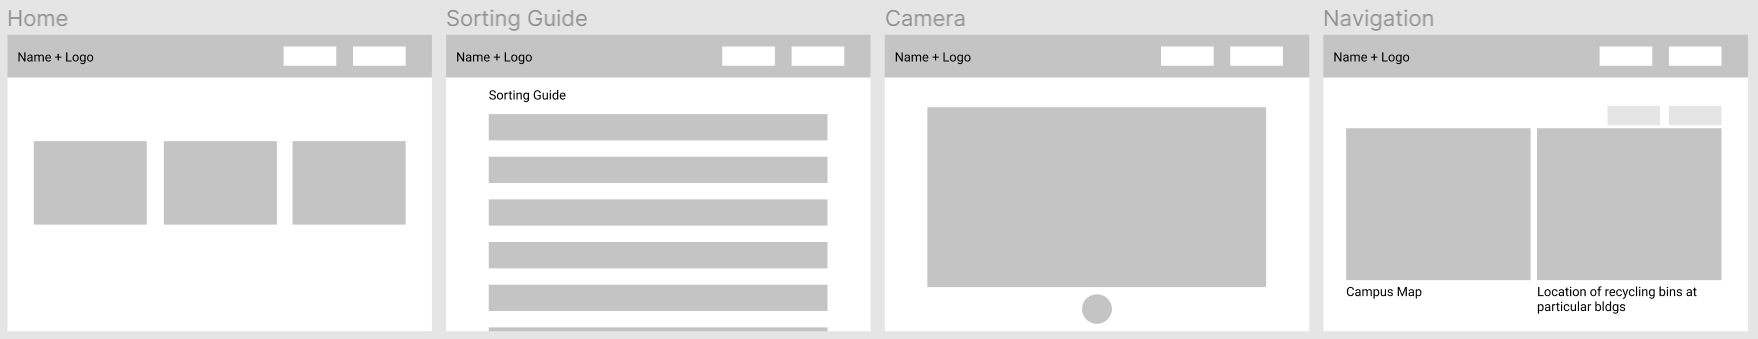 Home
Name + Logo
Sorting Guide
Name + Logo
Sorting Guide
Camera
Name + Logo
Navigation
Name + Logo
Campus Map
Location of recycling bins at
particular bldgs